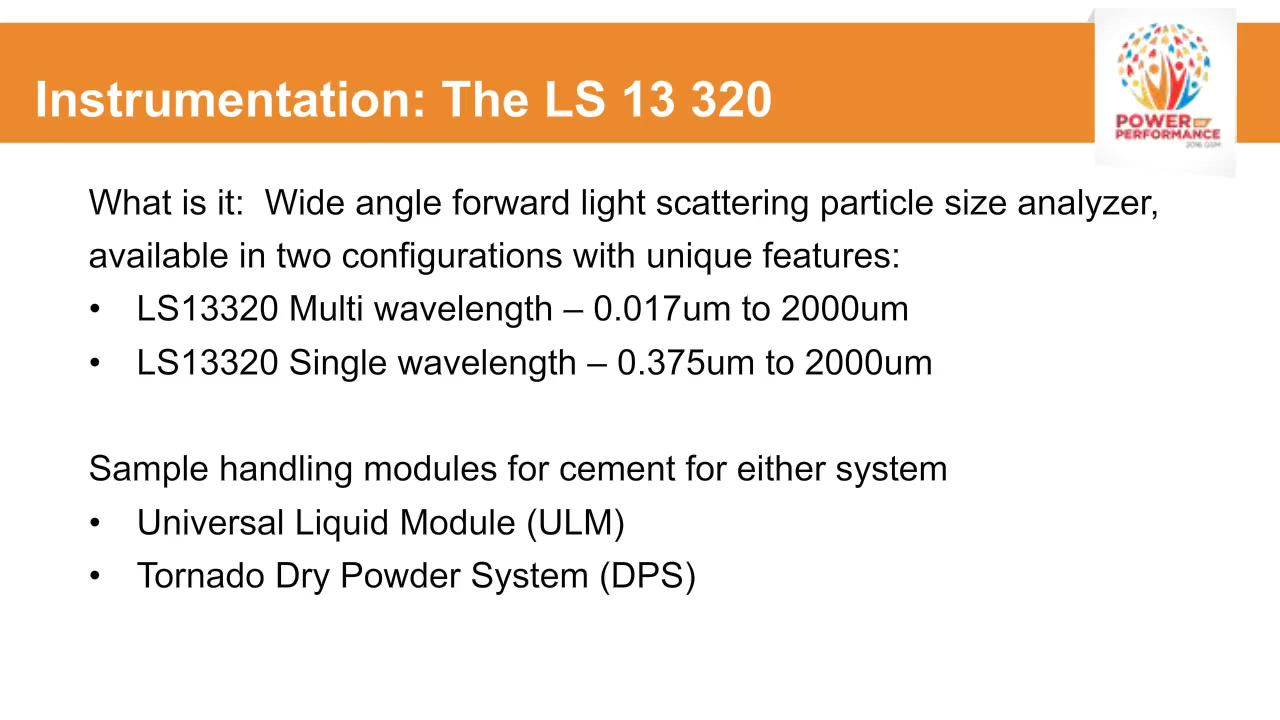 Instrumentation: The LS 13 320
POWER OF
PERFORMANCE
2016 GSM
What is it:  Wide angle forward light scattering particle size analyzer,
available in two configurations with unique features:
• LS13320 Multi wavelength – 0.017um to 2000um
• LS13320 Single wavelength – 0.375um to 2000um
Sample handling modules for cement for either system
• Universal Liquid Module (ULM)
• Tornado Dry Powder System (DPS)